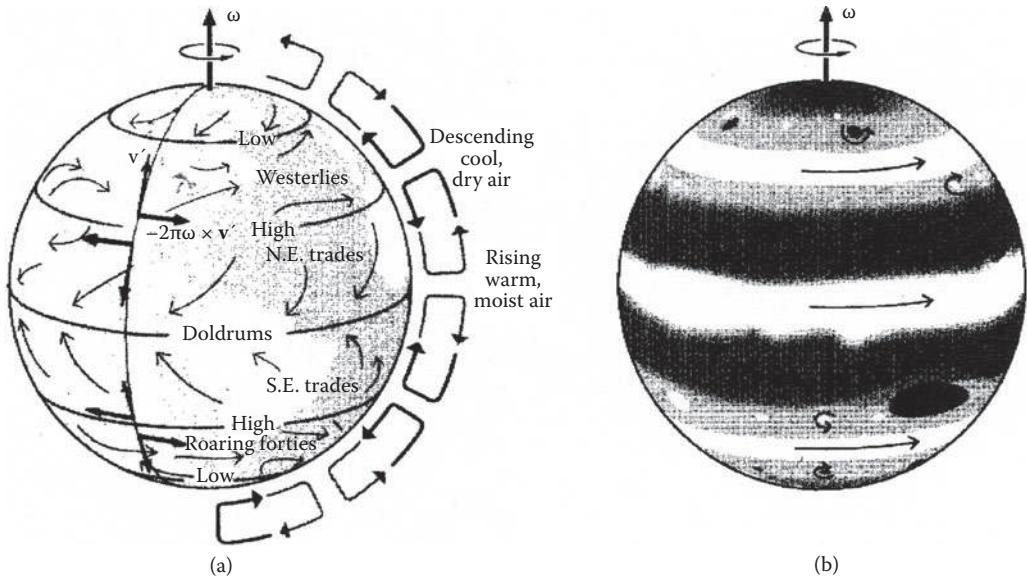 ω
Low
v′
Westerlies
−2πω × v′
High
N.E. trades
Doldrums
S.E. trades
High
Roaring forties
Low
Descending
cool,
dry air
Rising
warm,
moist air
(a)
ω
(b)